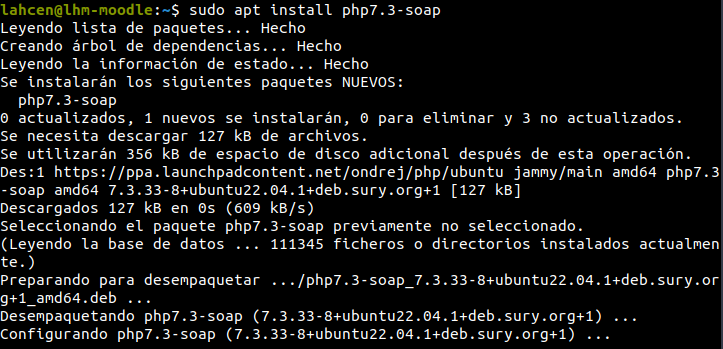 lahcen@lhm-moodle:~$ sudo apt install php7.3-soap
Leyendo lista de paquetes... Hecho
Creando árbol de dependencias... Hecho
Leyendo la información de estado... Hecho
Se instalarán los siguientes paquetes NUEVOS:
  php7.3-soap
0 actualizados, 1 nuevos se instalarán, 0 para eliminar y 3 no actualizados.
Se necesita descargar 127 kB de archivos.
Se utilizarán 356 kB de espacio de disco adicional después de esta operación.
Des:1 https://ppa.launchpadcontent.net/ondrej/php/ubuntu jammy/main amd64 php7.3
-soap amd64 7.3.33-8+ubuntu22.04.1+deb.sury.org+1 [127 kB]
Descargados 127 kB en 0s (609 kB/s)
Seleccionando el paquete php7.3-soap previamente no seleccionado.
(Leyendo la base de datos ... 111345 ficheros o directorios instalados actualmen
te.)
Preparando para desempaquetar .../php7.3-soap_7.3.33-8+ubuntu22.04.1+deb.sury.or
g+1_amd64.deb ...
Desempaquetando php7.3-soap (7.3.33-8+ubuntu22.04.1+deb.sury.org+1) ...
Configurando php7.3-soap (7.3.33-8+ubuntu22.04.1+deb.sury.org+1) ...